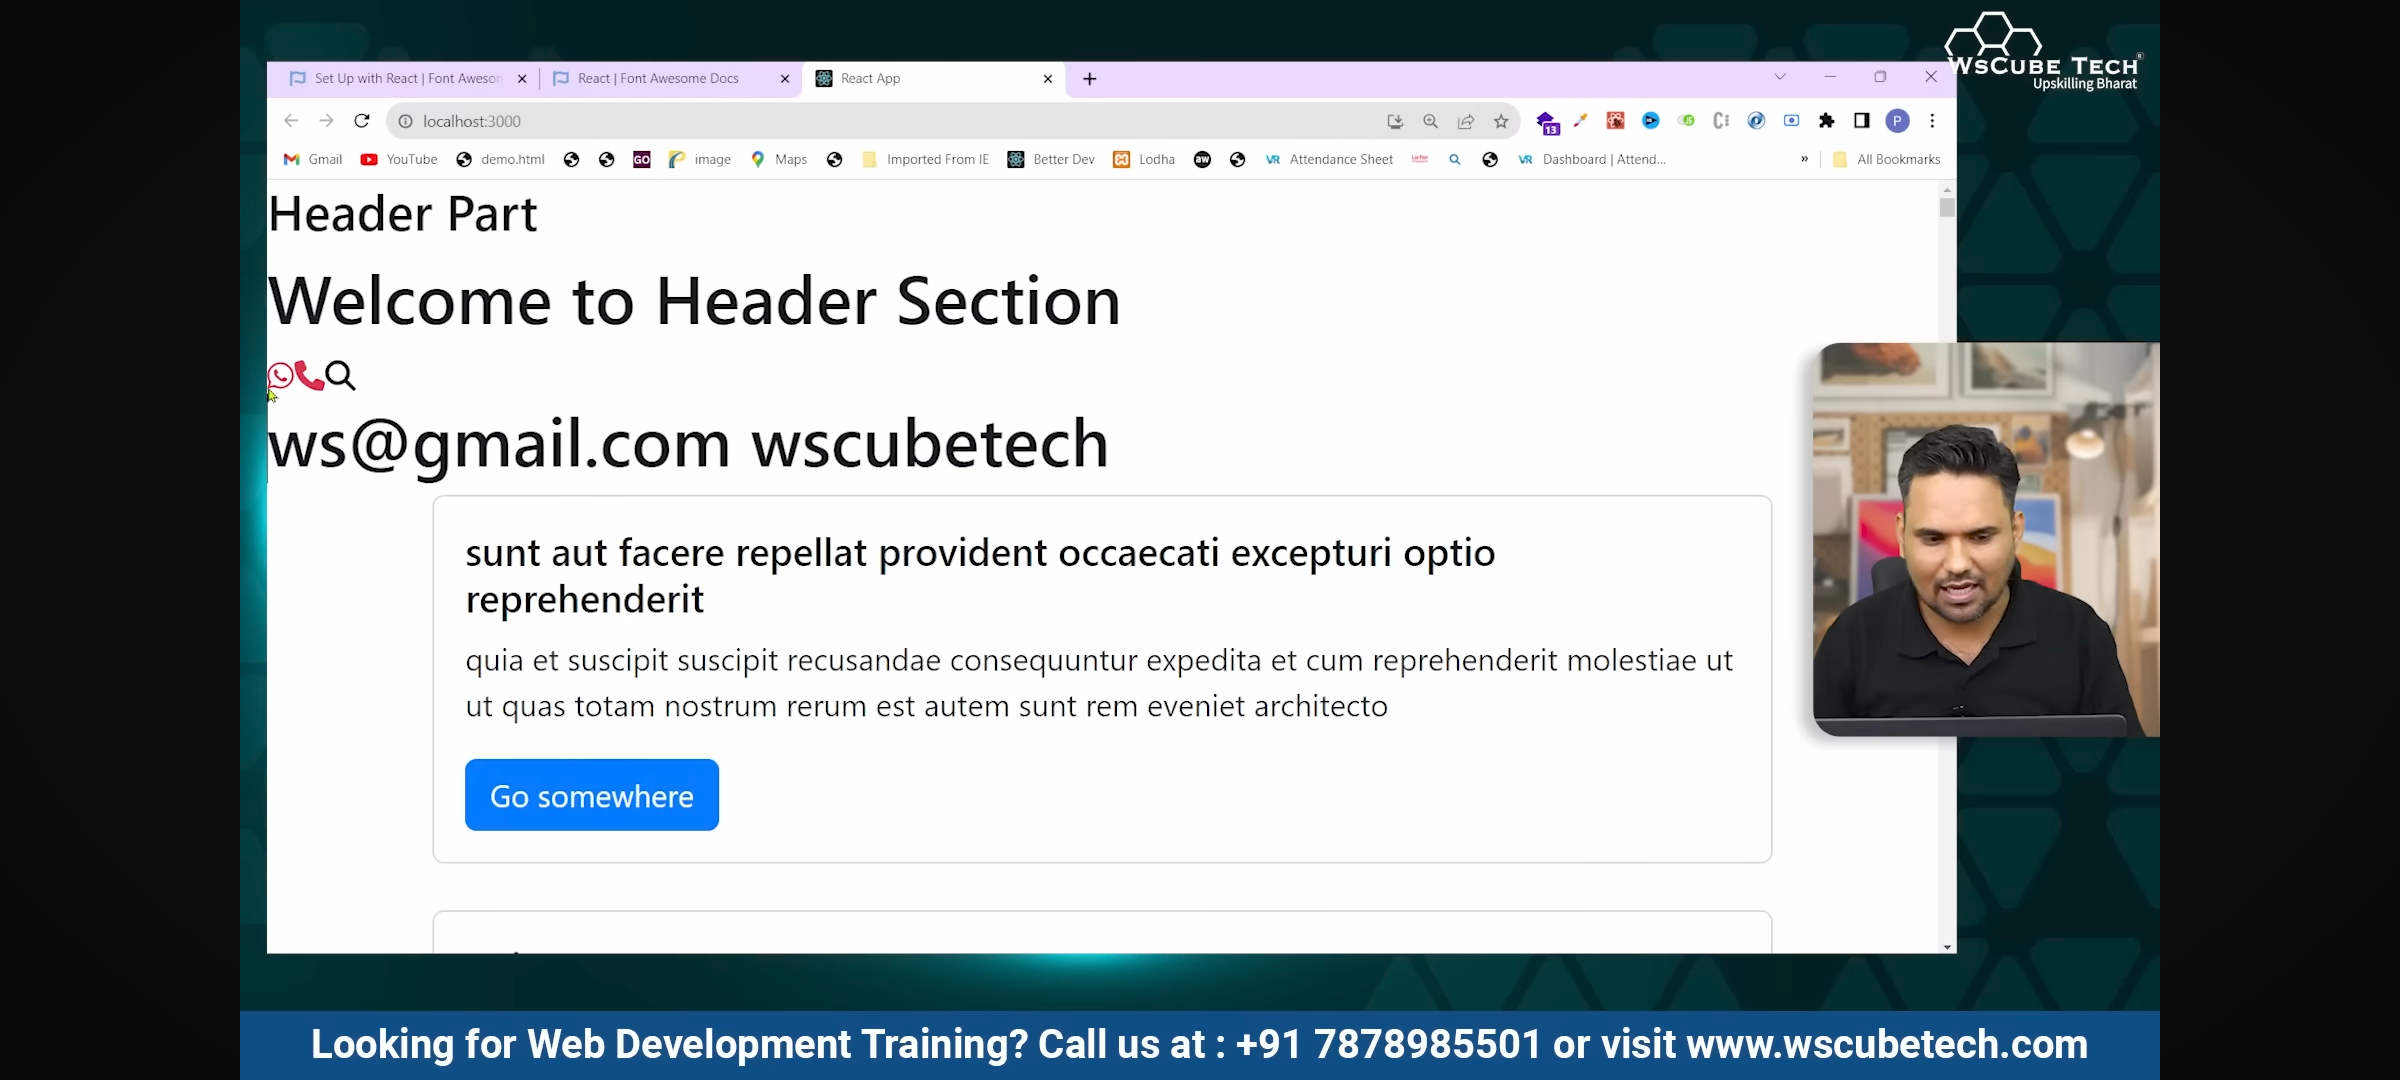 WsCube Tech
Upskilling Bharat
Set Up with React | Font Aweson
React | Font Awesome Docs
React App
localhost:3000
13
P
Gmail
YouTube
demo.html
GO
image
Maps
Imported From IE
Better Dev
Lodha
aw
VR
Attendance Sheet
VR
Dashboard | Attend...
»
All Bookmarks
Header Part
Welcome to Header Section
ws@gmail.com wscubetech
sunt aut facere repellat provident occaecati excepturi optio
reprehenderit
quia et suscipit suscipit recusandae consequuntur expedita et cum reprehenderit molestiae ut
ut quas totam nostrum rerum est autem sunt rem eveniet architecto
Go somewhere
Looking for Web Development Training? Call us at : +91 7878985501 or visit www.wscubetech.com